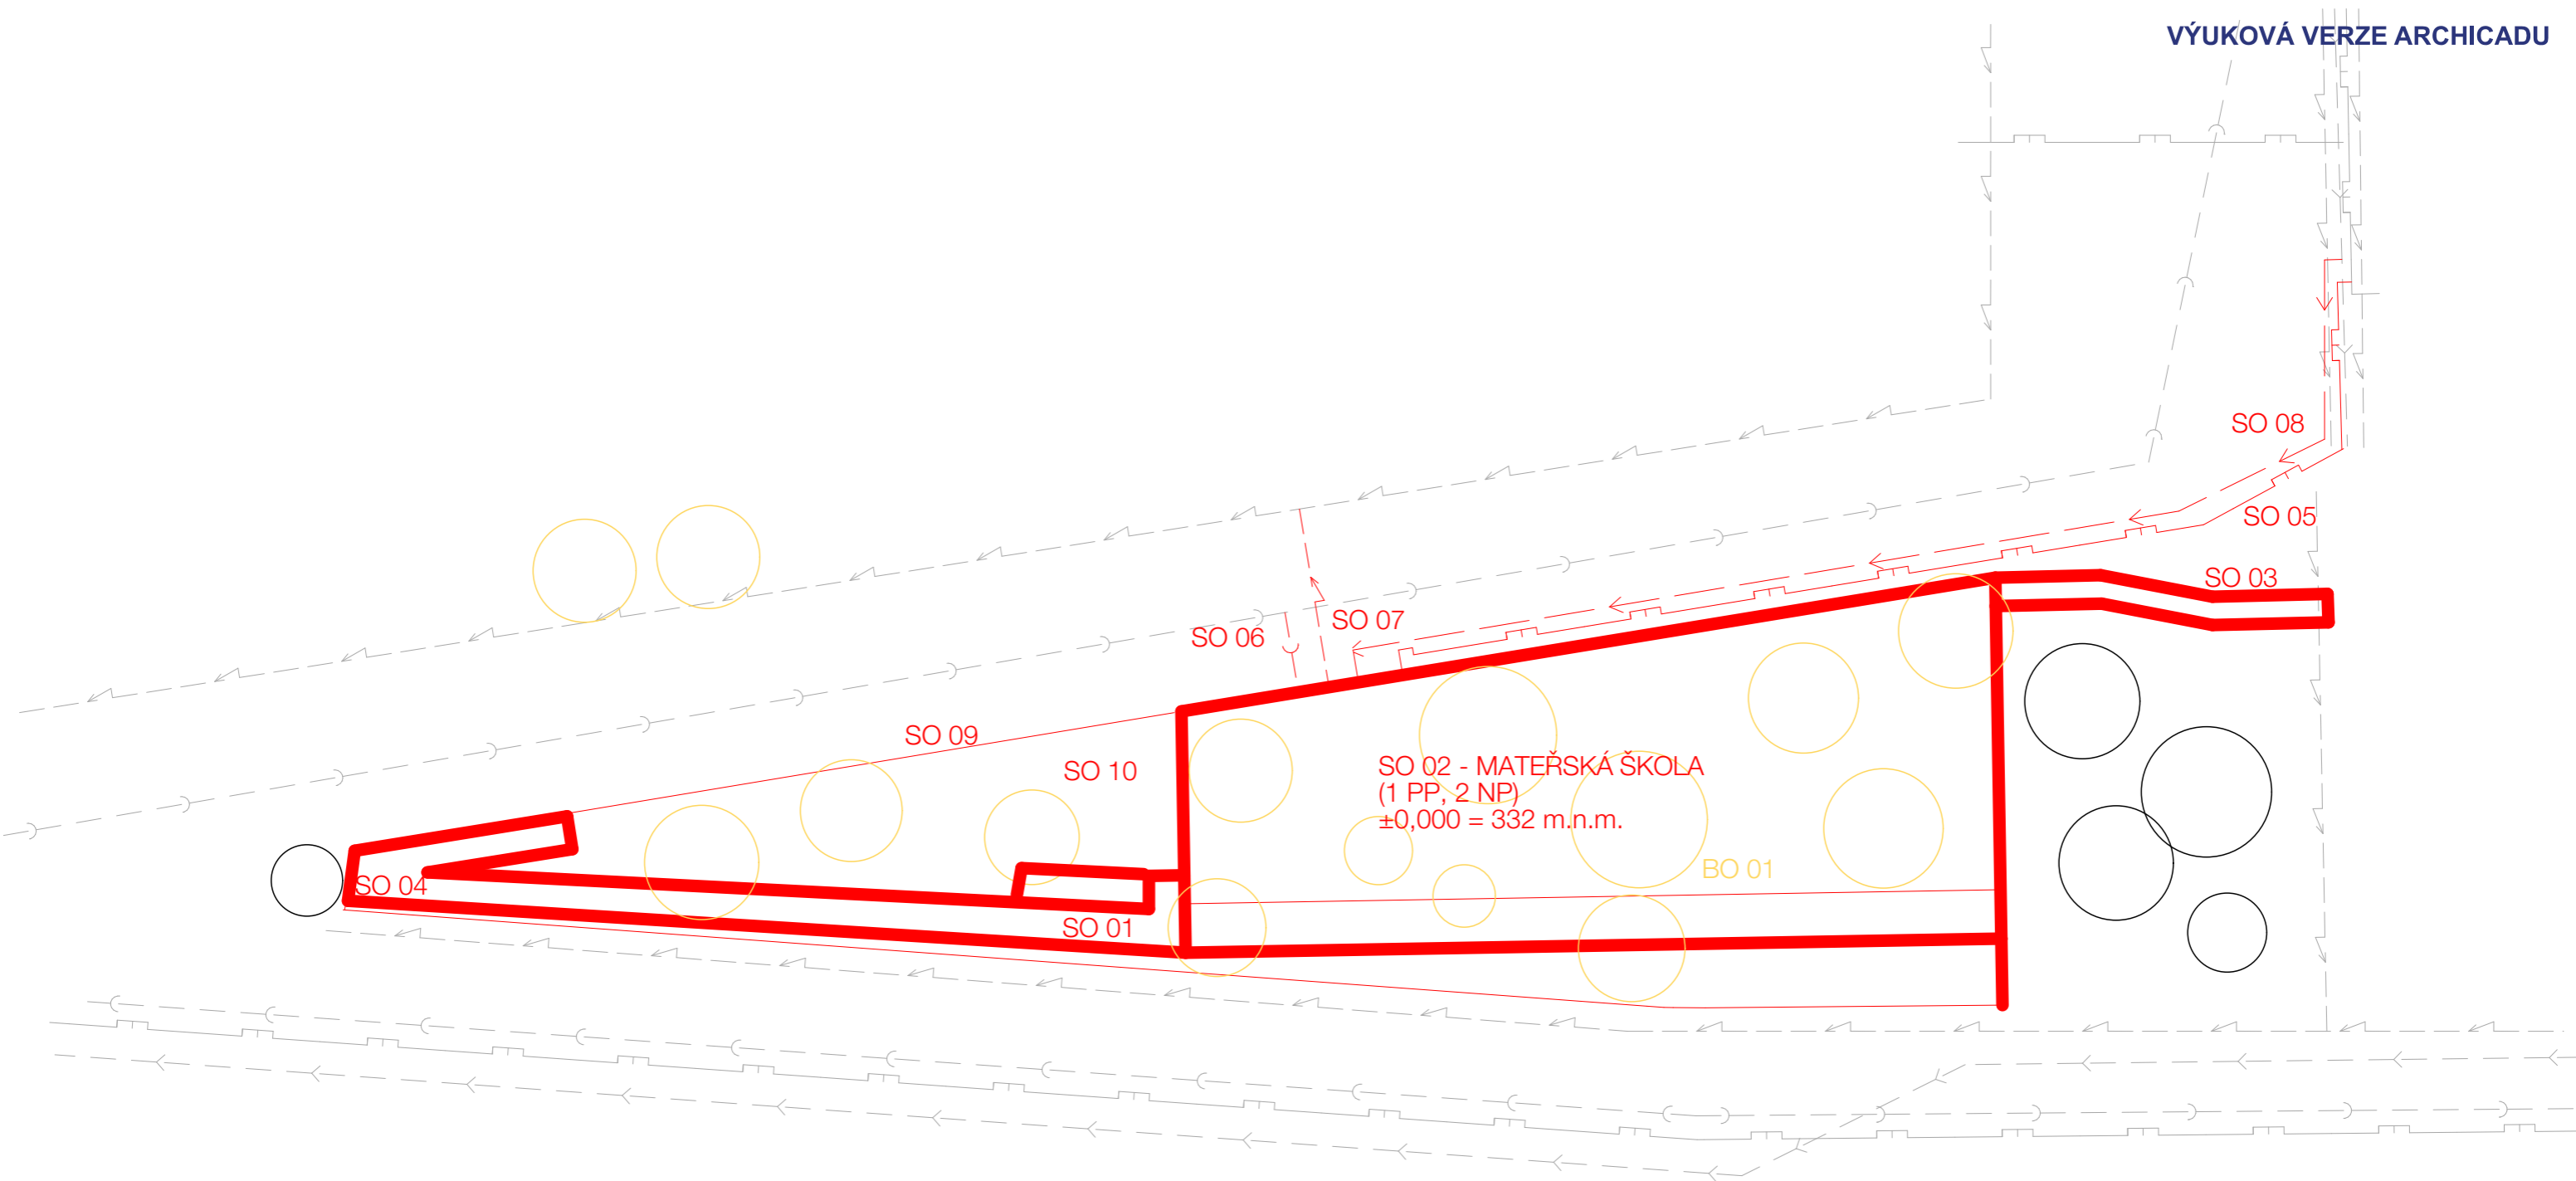 VÝUKOVÁ VERZE ARCHICADU
SO 08
SO 05
SO 03
SO 07
SO 06
SO 09
SO 10
SO 02 - MATEŘSKÁ ŠKOLA
(1 PP, 2 NP)
±0,000 = 332 m.n.m.
BO 01
SO 04
SO 01